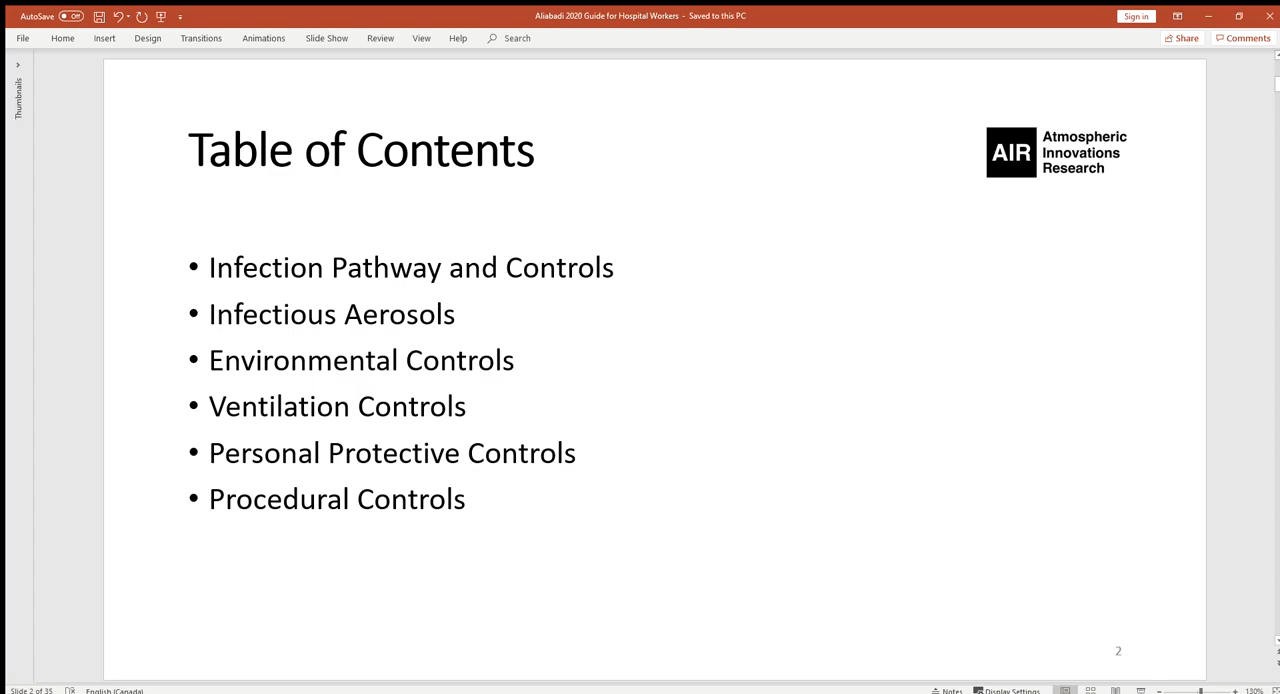 AutoSave Off
Aliabadi 2020 Guide for Hospital Workers - Saved to this PC
Sign in
File Home Insert Design Transitions Animations Slide Show Review View Help Search
Share Comments
Thumbnails
Table of Contents
AIR
Atmospheric
Innovations
Research
• Infection Pathway and Controls
• Infectious Aerosols
• Environmental Controls
• Ventilation Controls
• Personal Protective Controls
• Procedural Controls
2
Slide 2 of 35 English (Canada) Notes Display Settings 130%